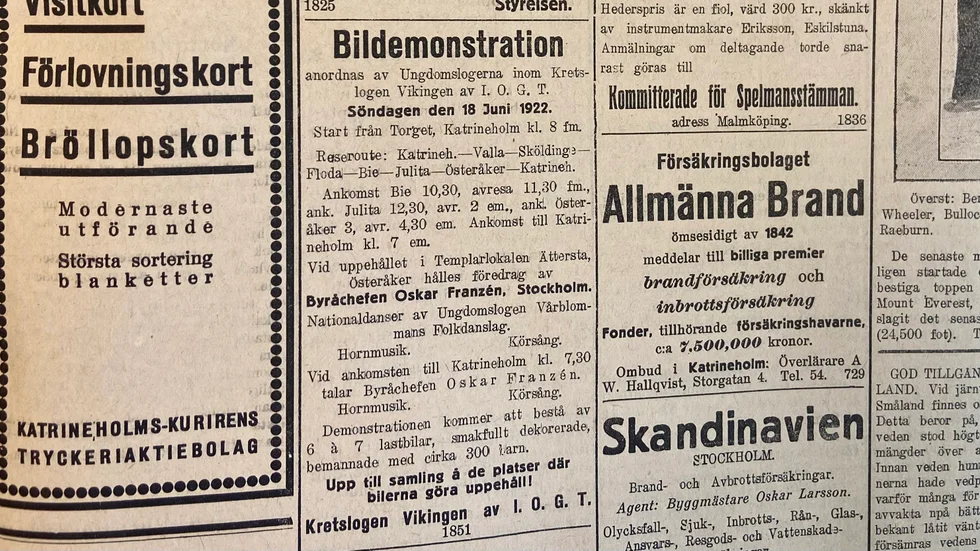 Visitkort
Förlovningskort
Bröllopskort
Modernaste
utförande
Största sortering
blanketter
KATRINEHOLMS-KURIRENS
TRYCKERIAKTIEBOLAG
1825 Styrelsen.
Bildemonstration
anordnas av Ungdomslogerna inom Krets-
logen Vikingen av I. O. G. T.
Söndagen den 18 Juni 1922.
Start från Torget, Katrineholm kl. 8 fm.
Reseroute: Katrineh.—Valla—Sköldinge—
Floda—Bie—Julita—Österåker—Katrineh.
Ankomst Bie 10,30, avresa 11,30 fm.,
ank. Julita 12,30, avr. 2 em., ank. Öster-
åker 3, avr. 4,30 em. Ankomst till Katri-
neholm kl. 7 em.
Vid uppehållet i Templarlokalen Ättersta,
Österåker hålles föredrag av
Byråchefen Oskar Franzén, Stockholm.
Nationaldanser av Ungdomslogen Vårblom-
mans Folkdanslag.
Hornmusik. Körsång.
Vid ankomsten till Katrineholm kl. 7,30
talar Byråchefen Oskar Franzén.
Hornmusik. Körsång.
Demonstrationen kommer att bestå av
6 à 7 lastbilar, smakfullt dekorerade,
bemannade med cirka 300 barn.
Upp till samling å de platser där
bilerna göra uppehåll!
Kretslogen Vikingen av I. O. G. T.
1851
Hederspris är en fiol, värd 300 kr., skänkt
av instrumentmakare Eriksson, Eskilstuna.
Anmälningar om deltagande torde sna-
rast göras till
Kommitterade för Spelmansstämman.
adress Malmköping. 1836
Försäkringsbolaget
Allmänna Brand
ömsesidigt av 1842
meddelar till billiga premier
brandförsäkring och
inbrottsförsäkring
Fonder, tillhörande försäkringshavarne,
c:a 7,500,000 kronor.
Ombud i Katrineholm: Överlärare A
W. Hallqvist, Storgatan 4. Tel. 54. 729
Skandinavien
STOCKHOLM.
Brand- och Avbrottsförsäkringar.
Agent: Byggmästare Oskar Larsson.
Olycksfall-, Sjuk-, Inbrotts-, Rån-, Glas-,
Ansvars-, Resgods- och Vattenskade-
Överst: Ber
Wheeler, Bulloc
Raeburn.
De senaste n
ligen startade
bestiga toppen
Mount Everest,
slagit det senas
(24,500 fot). T
GOD TILLGAN
LAND. Vid järn
Småland finnes o
Detta beror på,
veden stod högt
mängder över a
Innan veden hun
nerna hade vedp
varför många för
avvakta npå bätt
bekant låtit vänt
försämras vedens